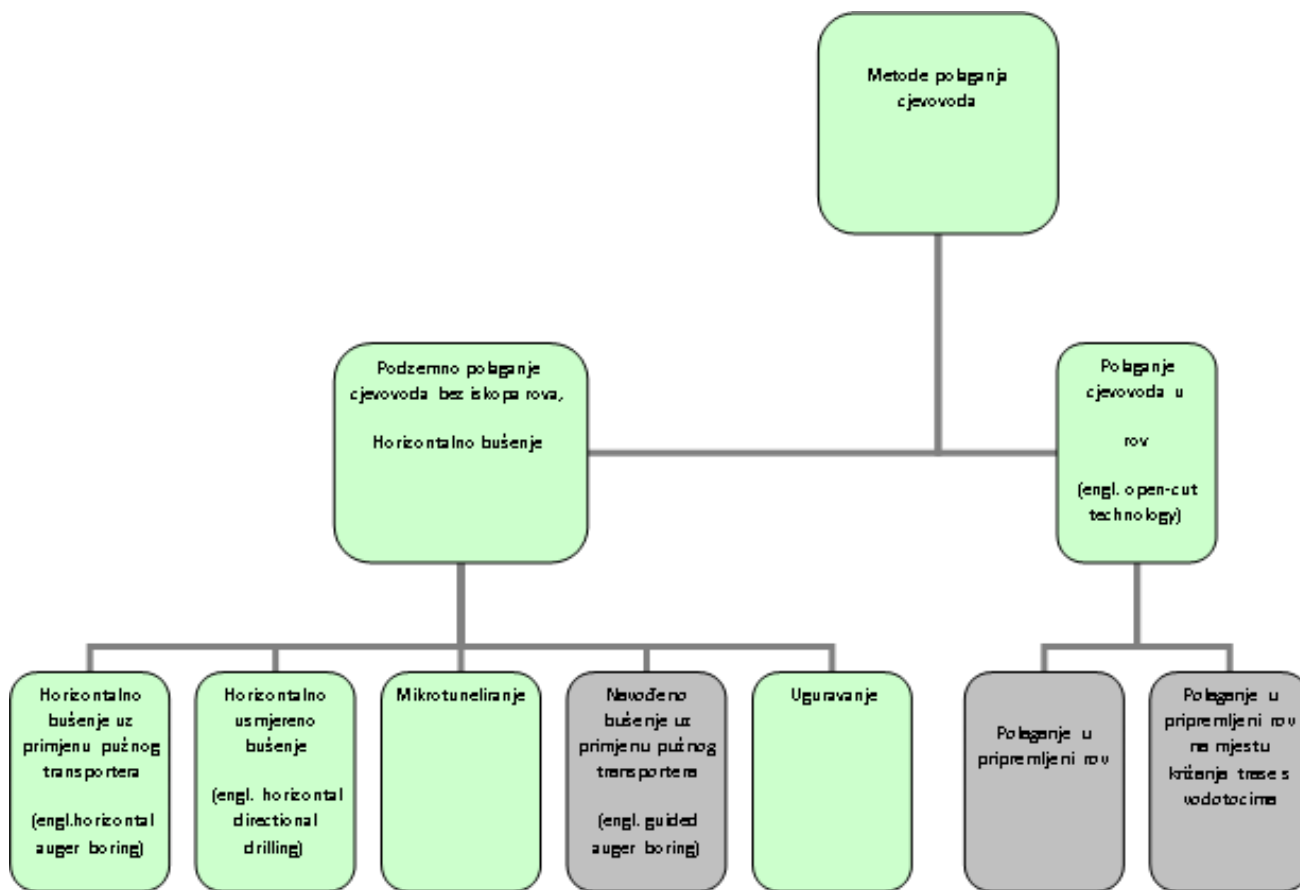 Metode polaganja
cjevovoda
Podzemno polaganje
cjevovoda bez iskopa rova,
Horizontalno bušenje
Polaganje
cjevovoda u
rov
(engl. open-cut
technology)
Horizontalno
bušenje uz
primjenu pužnog
transportera
(engl.horizontal
auger boring)
Horizontalno
usmjereno
bušenje
(engl. horizontal
directional
drilling)
Mikrotuneliranje
Navođeno
bušenje uz
primjenu pužnog
transportera
(engl. guided
auger boring)
Uguravanje
Polaganje u
pripremljeni rov
Polaganje u
pripremljeni rov
na mjestu
križanja trase s
vodotocima